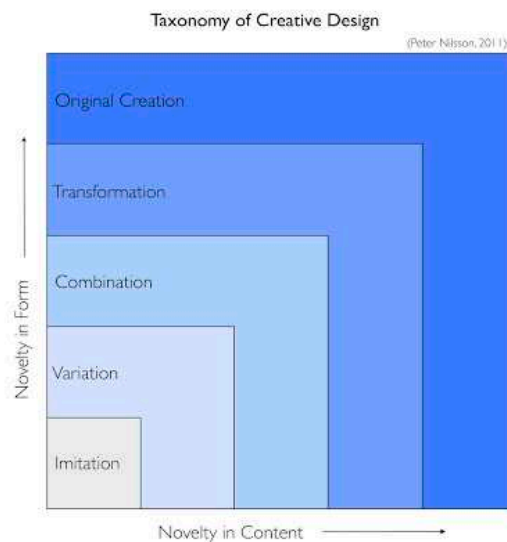 Taxonomy of Creative Design
(Peter Nilsson, 2011)
Original Creation
Transformation
Combination
Variation
Imitation
Novelty in Form
Novelty in Content